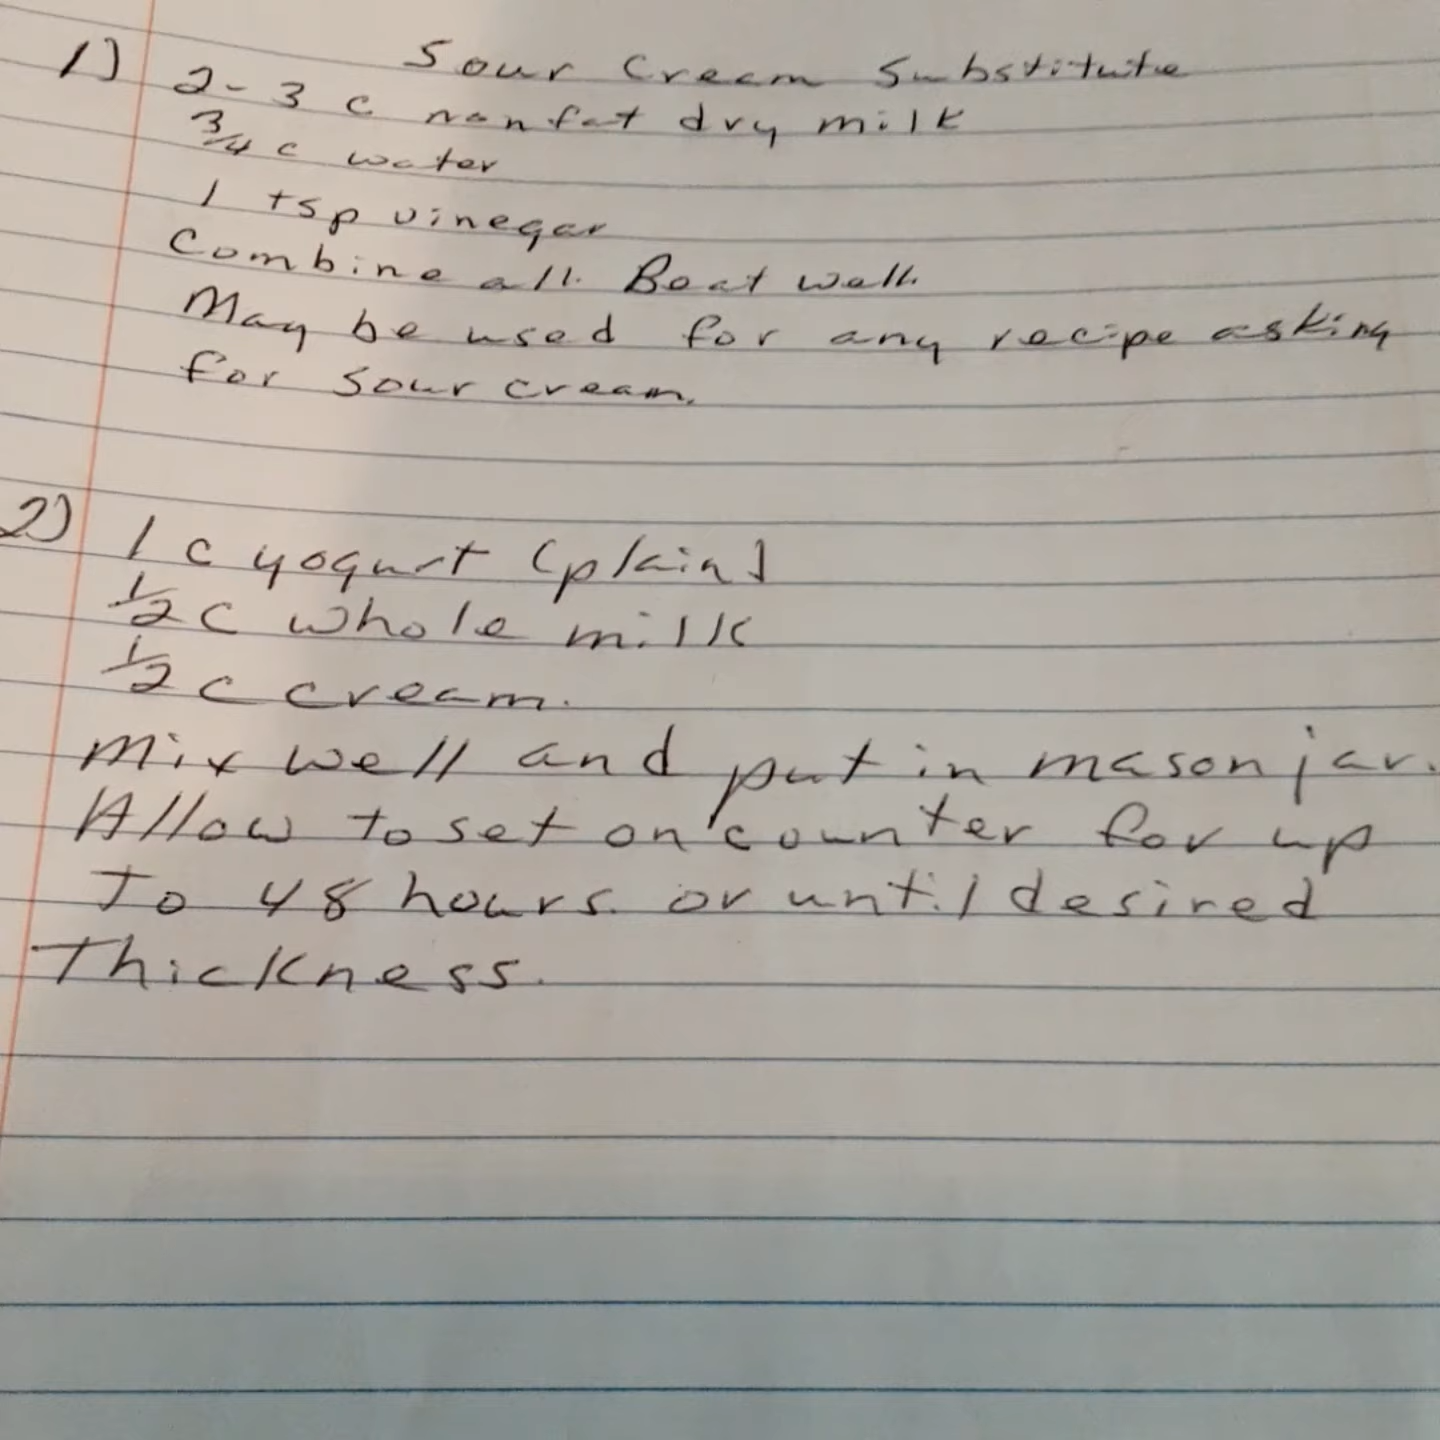 Sour Cream Substitute
1) 2-3 c nonfat dry milk
3/4 c water
1 tsp vinegar
Combine all. Beat well.
May be used for any recipe asking
for sour cream.
2) 1 c yogurt (plain)
1/2 c whole milk
1/2 c cream.
Mix well and put in mason jar.
Allow to set on counter for up
To 48 hours. or until desired
Thickness.